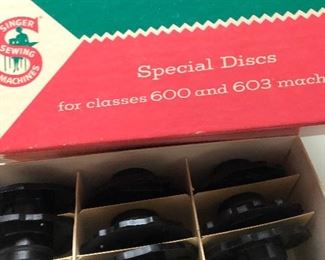 SINGER
SEWING
MACHINES
Special Discs
for classes 600 and 603 mach